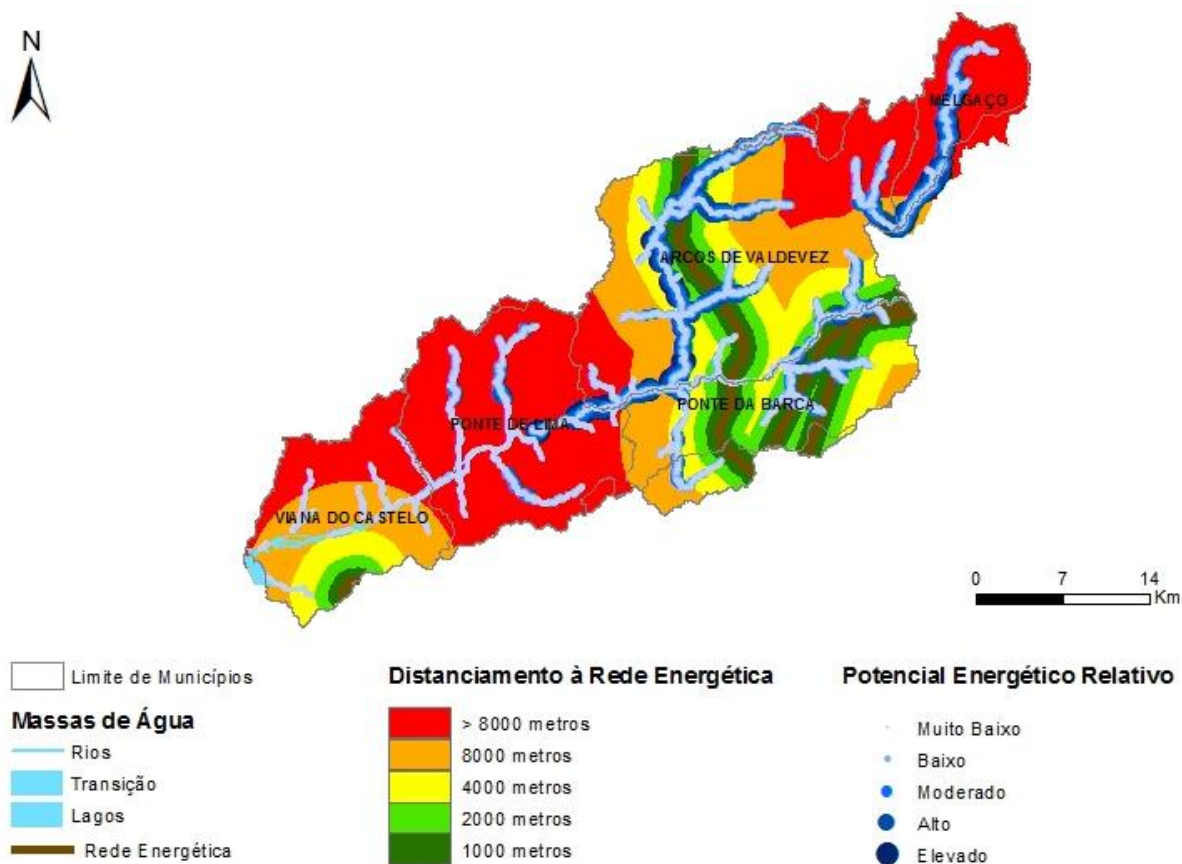 N
MELGAÇO
ARCOS DE VALDEVEZ
PONTE DA BARCA
PONTE DE LIMA
VIANA DO CASTELO
0 7 14
Km
Limite de Municípios
Massas de Água
Rios
Transição
Lagos
Rede Energética
Distanciamento à Rede Energética
> 8000 metros
8000 metros
4000 metros
2000 metros
1000 metros
Potencial Energético Relativo
Muito Baixo
Baixo
Moderado
Alto
Elevado